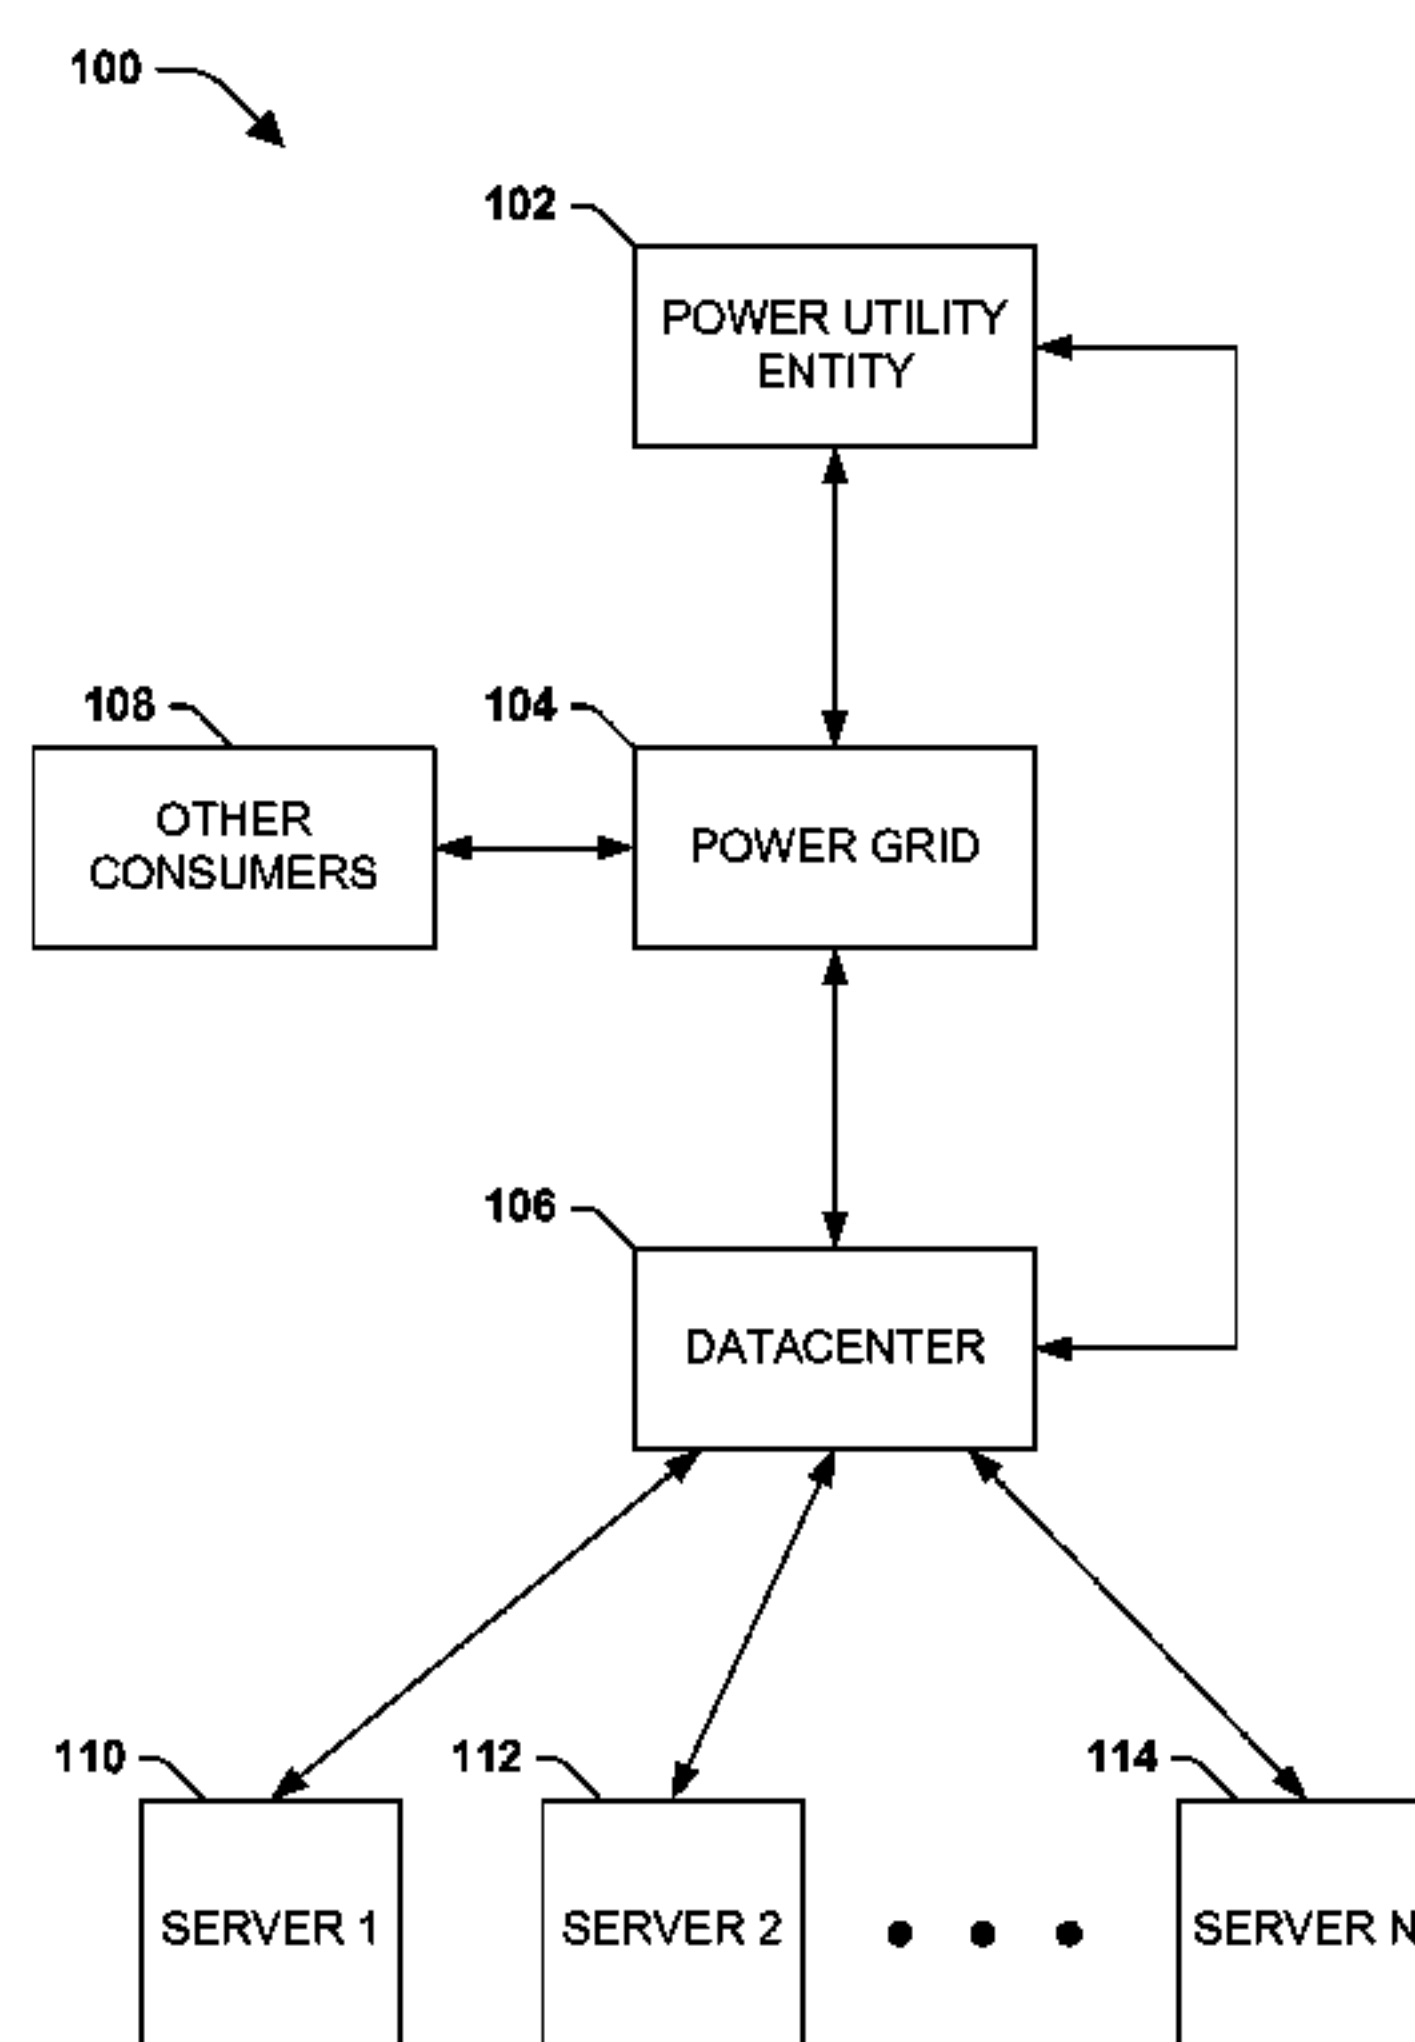 100
102
POWER UTILITY
ENTITY
108
104
OTHER
CONSUMERS
POWER GRID
106
DATACENTER
110
112
114
SERVER 1
SERVER 2
SERVER N